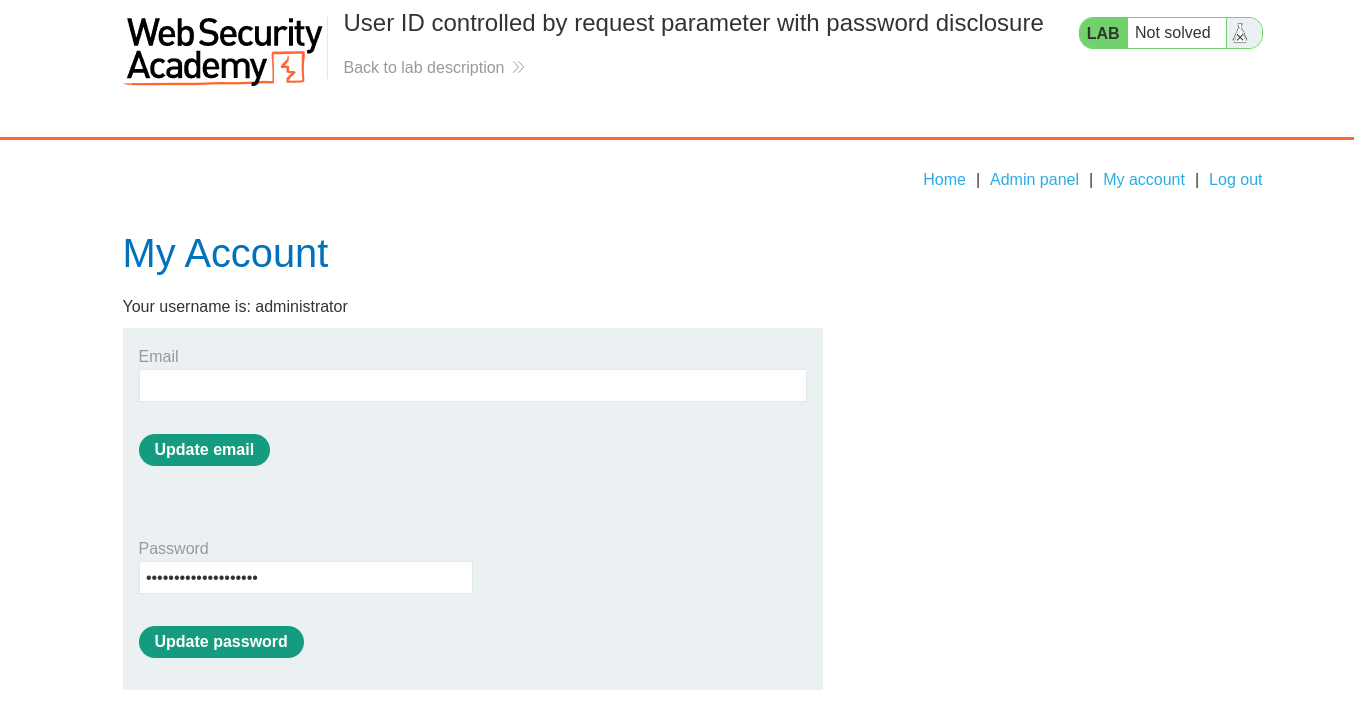 Web Security
Academy
User ID controlled by request parameter with password disclosure
Back to lab description
LAB Not solved
Home | Admin panel | My account | Log out
My Account
Your username is: administrator
Email
Update email
Password
••••••••••••••••••••
Update password